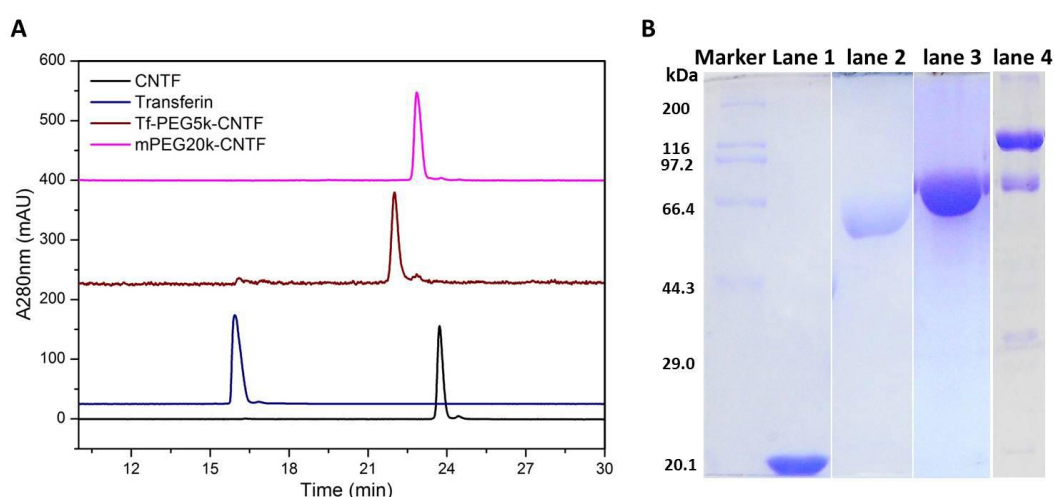 A
600
500
400
300
200
100
0
A280nm (mAU)
CNTF
Transferin
Tf-PEG5k-CNTF
mPEG20k-CNTF
12 15 18 21 24 27 30
Time (min)
B
Marker Lane 1 lane 2 lane 3 lane 4
kDa
200
116
97.2
66.4
44.3
29.0
20.1